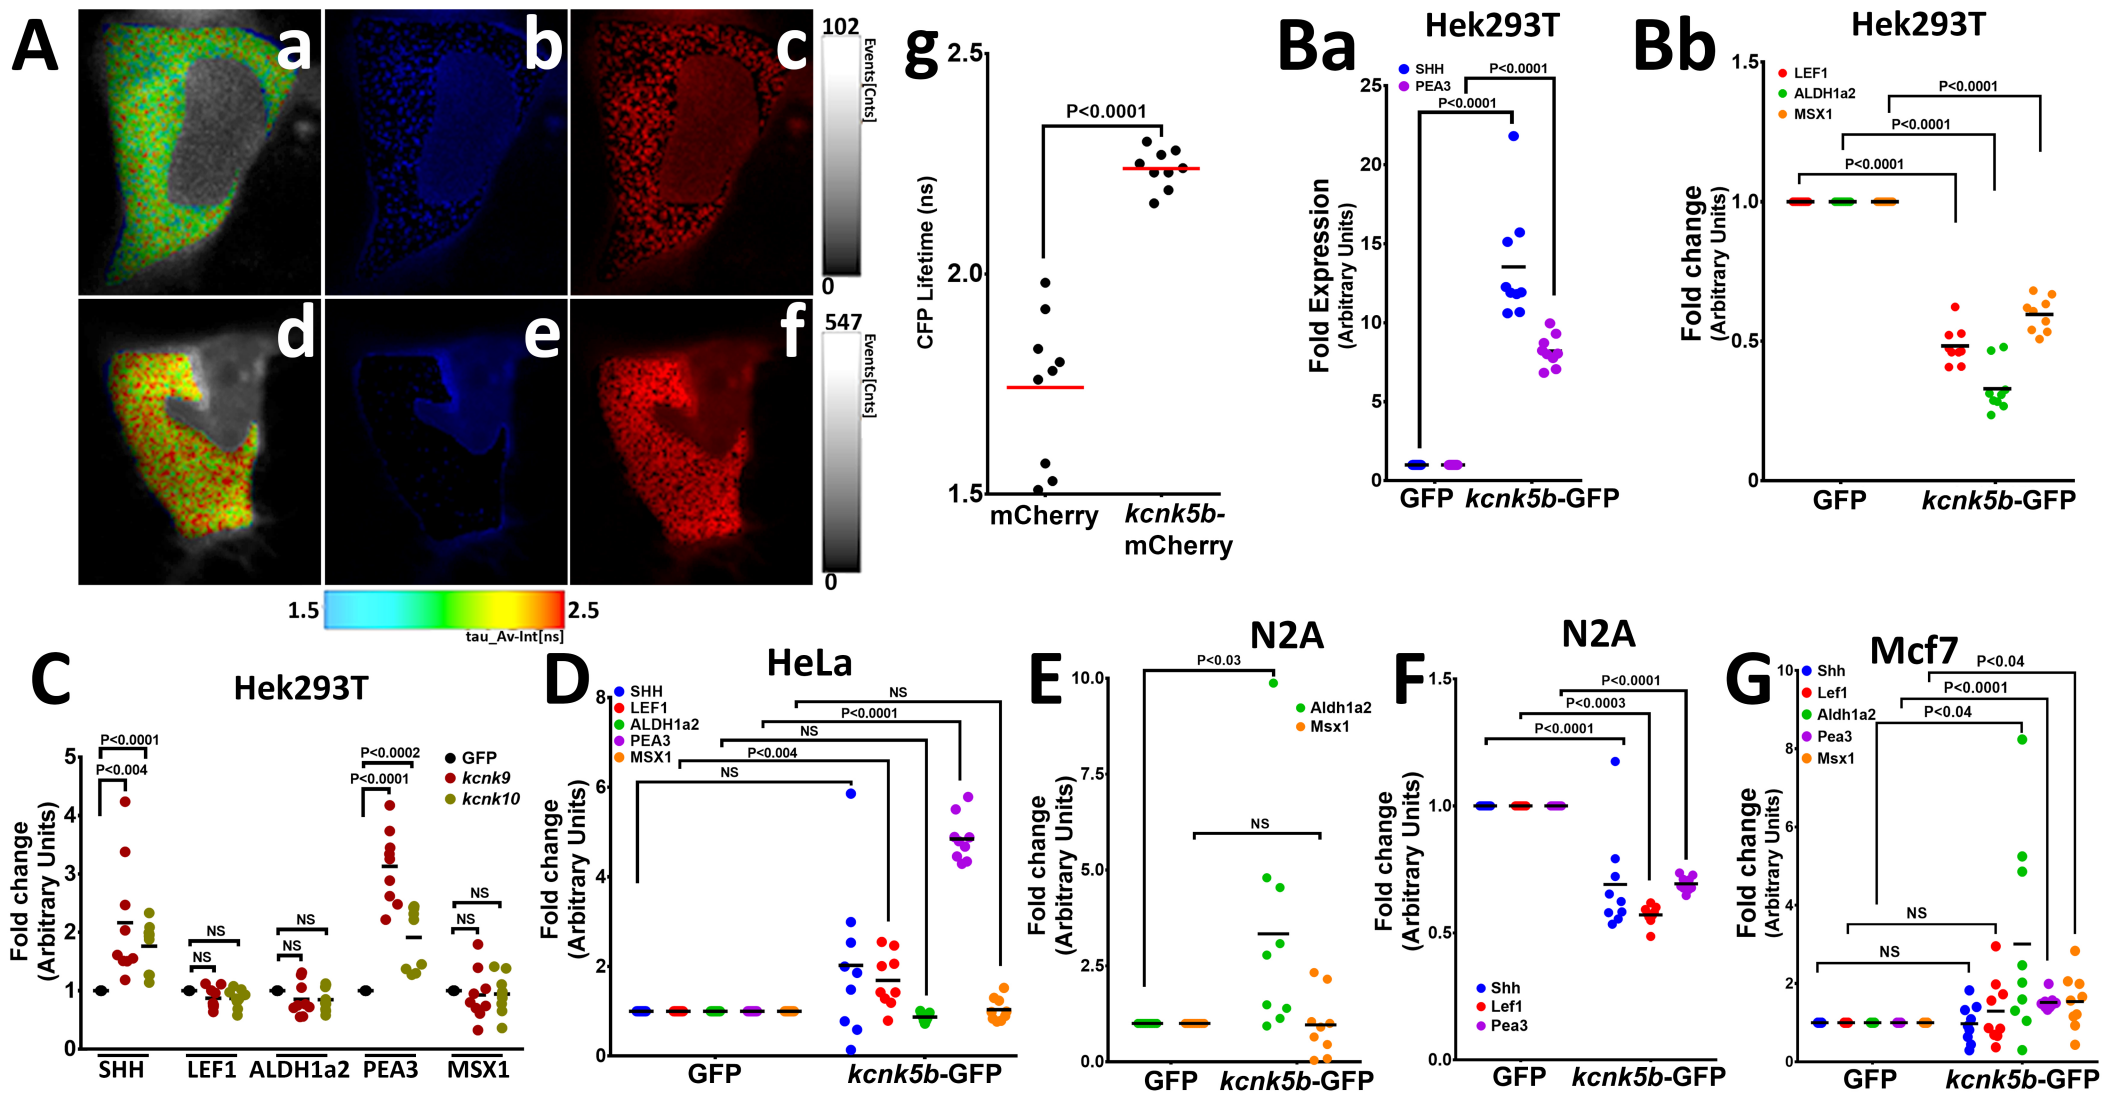 A
a
b
c
102
Events[Cnts]
0
d
e
f
547
Events[Cnts]
0
1.5
2.5
tau_Av-Int[ns]
g
2.5
2.0
1.5
CFP Lifetime (ns)
P<0.0001
mCherry
kcnk5b-
mCherry
Ba
Hek293T
SHH
PEA3
P<0.0001
P<0.0001
25
20
15
10
5
0
Fold Expression
(Arbitrary Units)
GFP
kcnk5b-GFP
Bb
Hek293T
LEF1
ALDH1a2
MSX1
P<0.0001
P<0.0001
P<0.0001
1.5
1.0
0.5
0
Fold change
(Arbitrary Units)
GFP
kcnk5b-GFP
C
Hek293T
P<0.0001
P<0.004
NS
NS
NS
NS
P<0.0002
P<0.0001
NS
NS
GFP
kcnk9
kcnk10
5
4
3
2
1
0
Fold change
(Arbitrary Units)
SHH
LEF1
ALDH1a2
PEA3
MSX1
D
HeLa
SHH
LEF1
ALDH1a2
PEA3
MSX1
NS
P<0.0001
NS
P<0.004
NS
8
6
4
2
0
Fold change
(Arbitrary Units)
GFP
kcnk5b-GFP
E
N2A
P<0.03
Aldh1a2
Msx1
NS
10.0
7.5
5.0
2.5
0.0
Fold change
(Arbitrary Units)
GFP
kcnk5b-GFP
F
N2A
P<0.0001
P<0.0003
P<0.0001
1.5
1.0
0.5
0.0
Fold change
(Arbitrary Units)
Shh
Lef1
Pea3
GFP
kcnk5b-GFP
G
Mcf7
Shh
Lef1
Aldh1a2
Pea3
Msx1
P<0.04
P<0.0001
P<0.04
NS
NS
10
8
6
4
2
0
Fold change
(Arbitrary Units)
GFP
kcnk5b-GFP